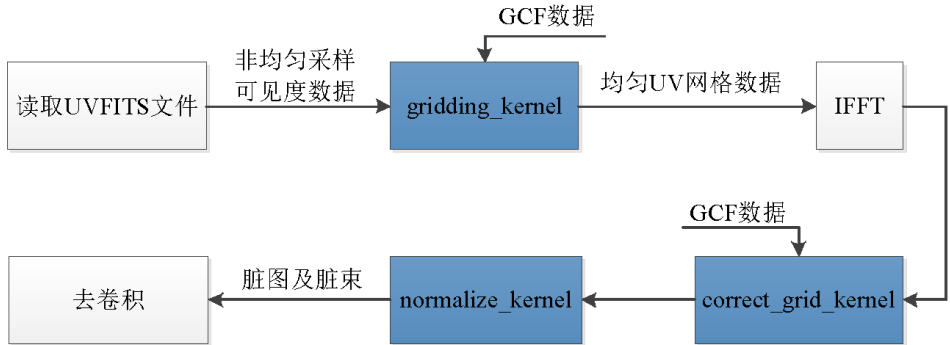 GCF数据
非均匀采样
可见度数据
均匀UV网格数据
读取UVFITS文件
gridding_kernel
IFFT
GCF数据
脏图及脏束
去卷积
normalize_kernel
correct_grid_kernel